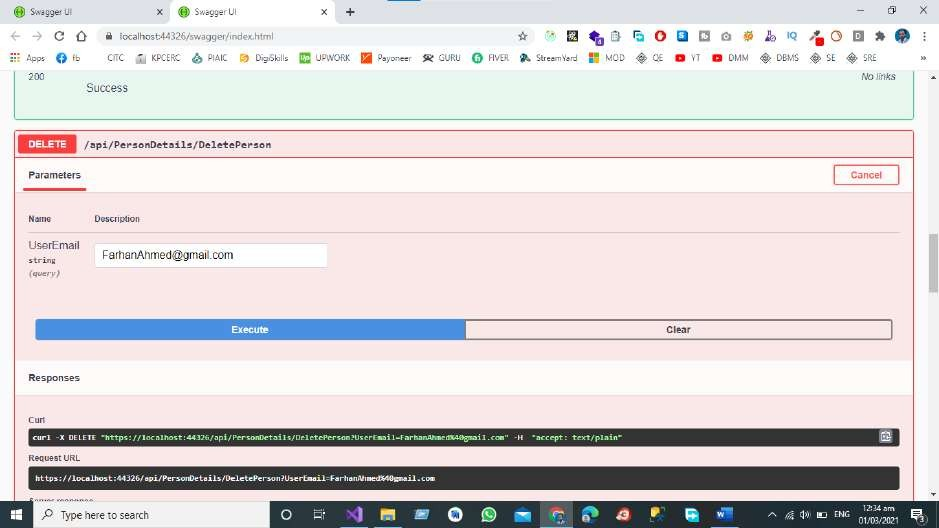 Swagger UI
Swagger UI
localhost:44326/swagger/index.html
Apps fb CITC KPCERC PIAIC DigiSkills UPWORK Payoneer GURU FIVER StreamYard MOD QE YT DMM DBMS SE SRE »
200 No links
Success
DELETE /api/PersonDetails/DeletePerson
Parameters Cancel
Name Description
UserEmail FarhanAhmed@gmail.com
string
(query)
Execute Clear
Responses
Curl
curl -X DELETE "https://localhost:44326/api/PersonDetails/DeletePerson?UserEmail=FarhanAhmed%40gmail.com" -H "accept: text/plain"
Request URL
https://localhost:44326/api/PersonDetails/DeletePerson?UserEmail=FarhanAhmed%40gmail.com
Server response
Type here to search ENG 12:34 am
01/03/2021